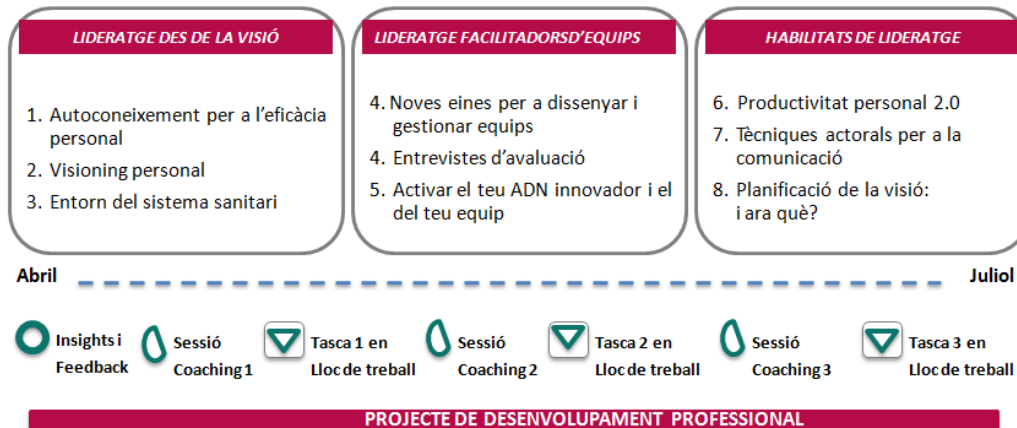 LIDERATGE DES DE LA VISIÓ
1. Autoconeixement per a l'eficàcia
personal
2. Visioning personal
3. Entorn del sistema sanitari
LIDERATGE FACILITADORSD'EQUIPS
4. Noves eines per a dissenyar i
gestionar equips
4. Entrevistes d'avaluació
5. Activar el teu ADN innovador i el
del teu equip
HABILITATS DE LIDERATGE
6. Productivitat personal 2.0
7. Tècniques actorals per a la
comunicació
8. Planificació de la visió:
i ara què?
Abril
Juliol
Insights i
Feedback
Sessió
Coaching 1
Tasca 1 en
Lloc de treball
Sessió
Coaching 2
Tasca 2 en
Lloc de treball
Sessió
Coaching 3
Tasca 3 en
Lloc de treball
PROJECTE DE DESENVOLUPAMENT PROFESSIONAL